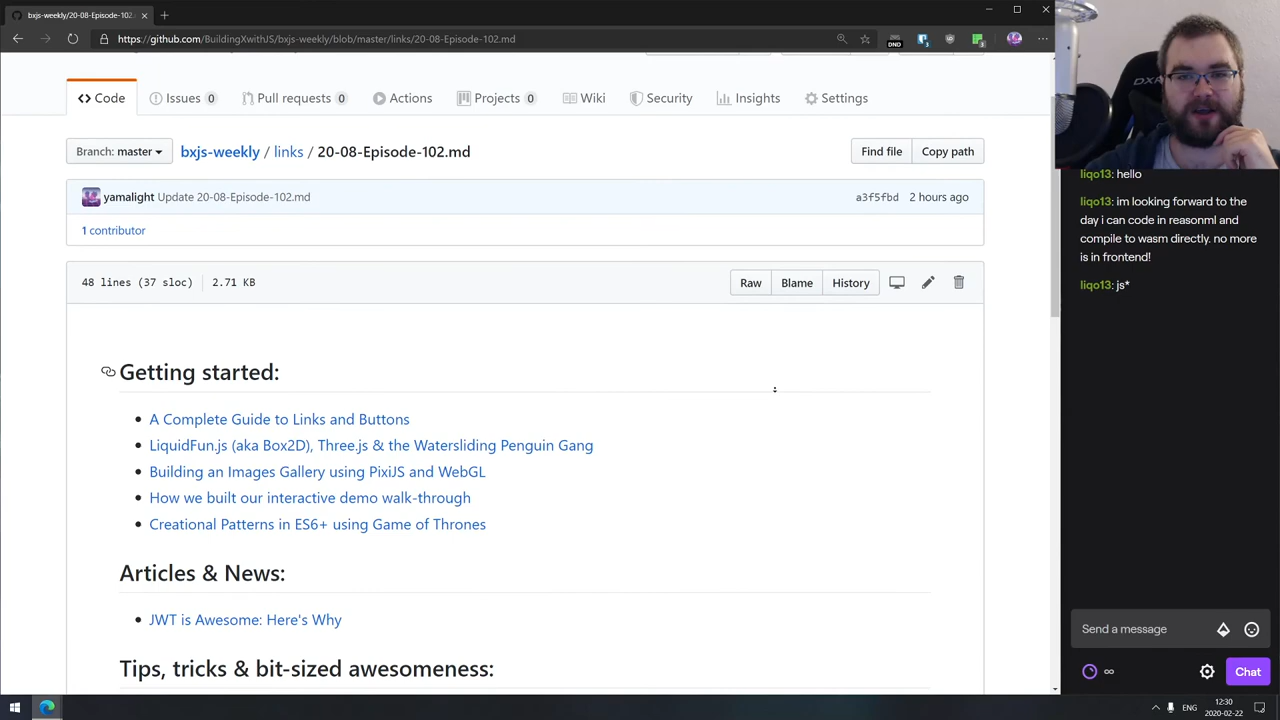 bxjs-weekly/20-08-Episode-102.
https://github.com/BuildingXwithJS/bxjs-weekly/blob/master/links/20-08-Episode-102.md
DND
3
Code
Issues 0
Pull requests 0
Actions
Projects 0
Wiki
Security
Insights
Settings
Branch: master
bxjs-weekly / links / 20-08-Episode-102.md
Find file
Copy path
yamalight Update 20-08-Episode-102.md
a3f5fbd 2 hours ago
1 contributor
48 lines (37 sloc) 2.71 KB
Raw
Blame
History
Getting started:
A Complete Guide to Links and Buttons
LiquidFun.js (aka Box2D), Three.js & the Watersliding Penguin Gang
Building an Images Gallery using PixiJS and WebGL
How we built our interactive demo walk-through
Creational Patterns in ES6+ using Game of Thrones
Articles & News:
JWT is Awesome: Here's Why
Tips, tricks & bit-sized awesomeness:
liqo13: hello
liqo13: im looking forward to the
day i can code in reasonml and
compile to wasm directly. no more
is in frontend!
liqo13: js*
Send a message
∞
Chat
ENG
12:30
2020-02-22